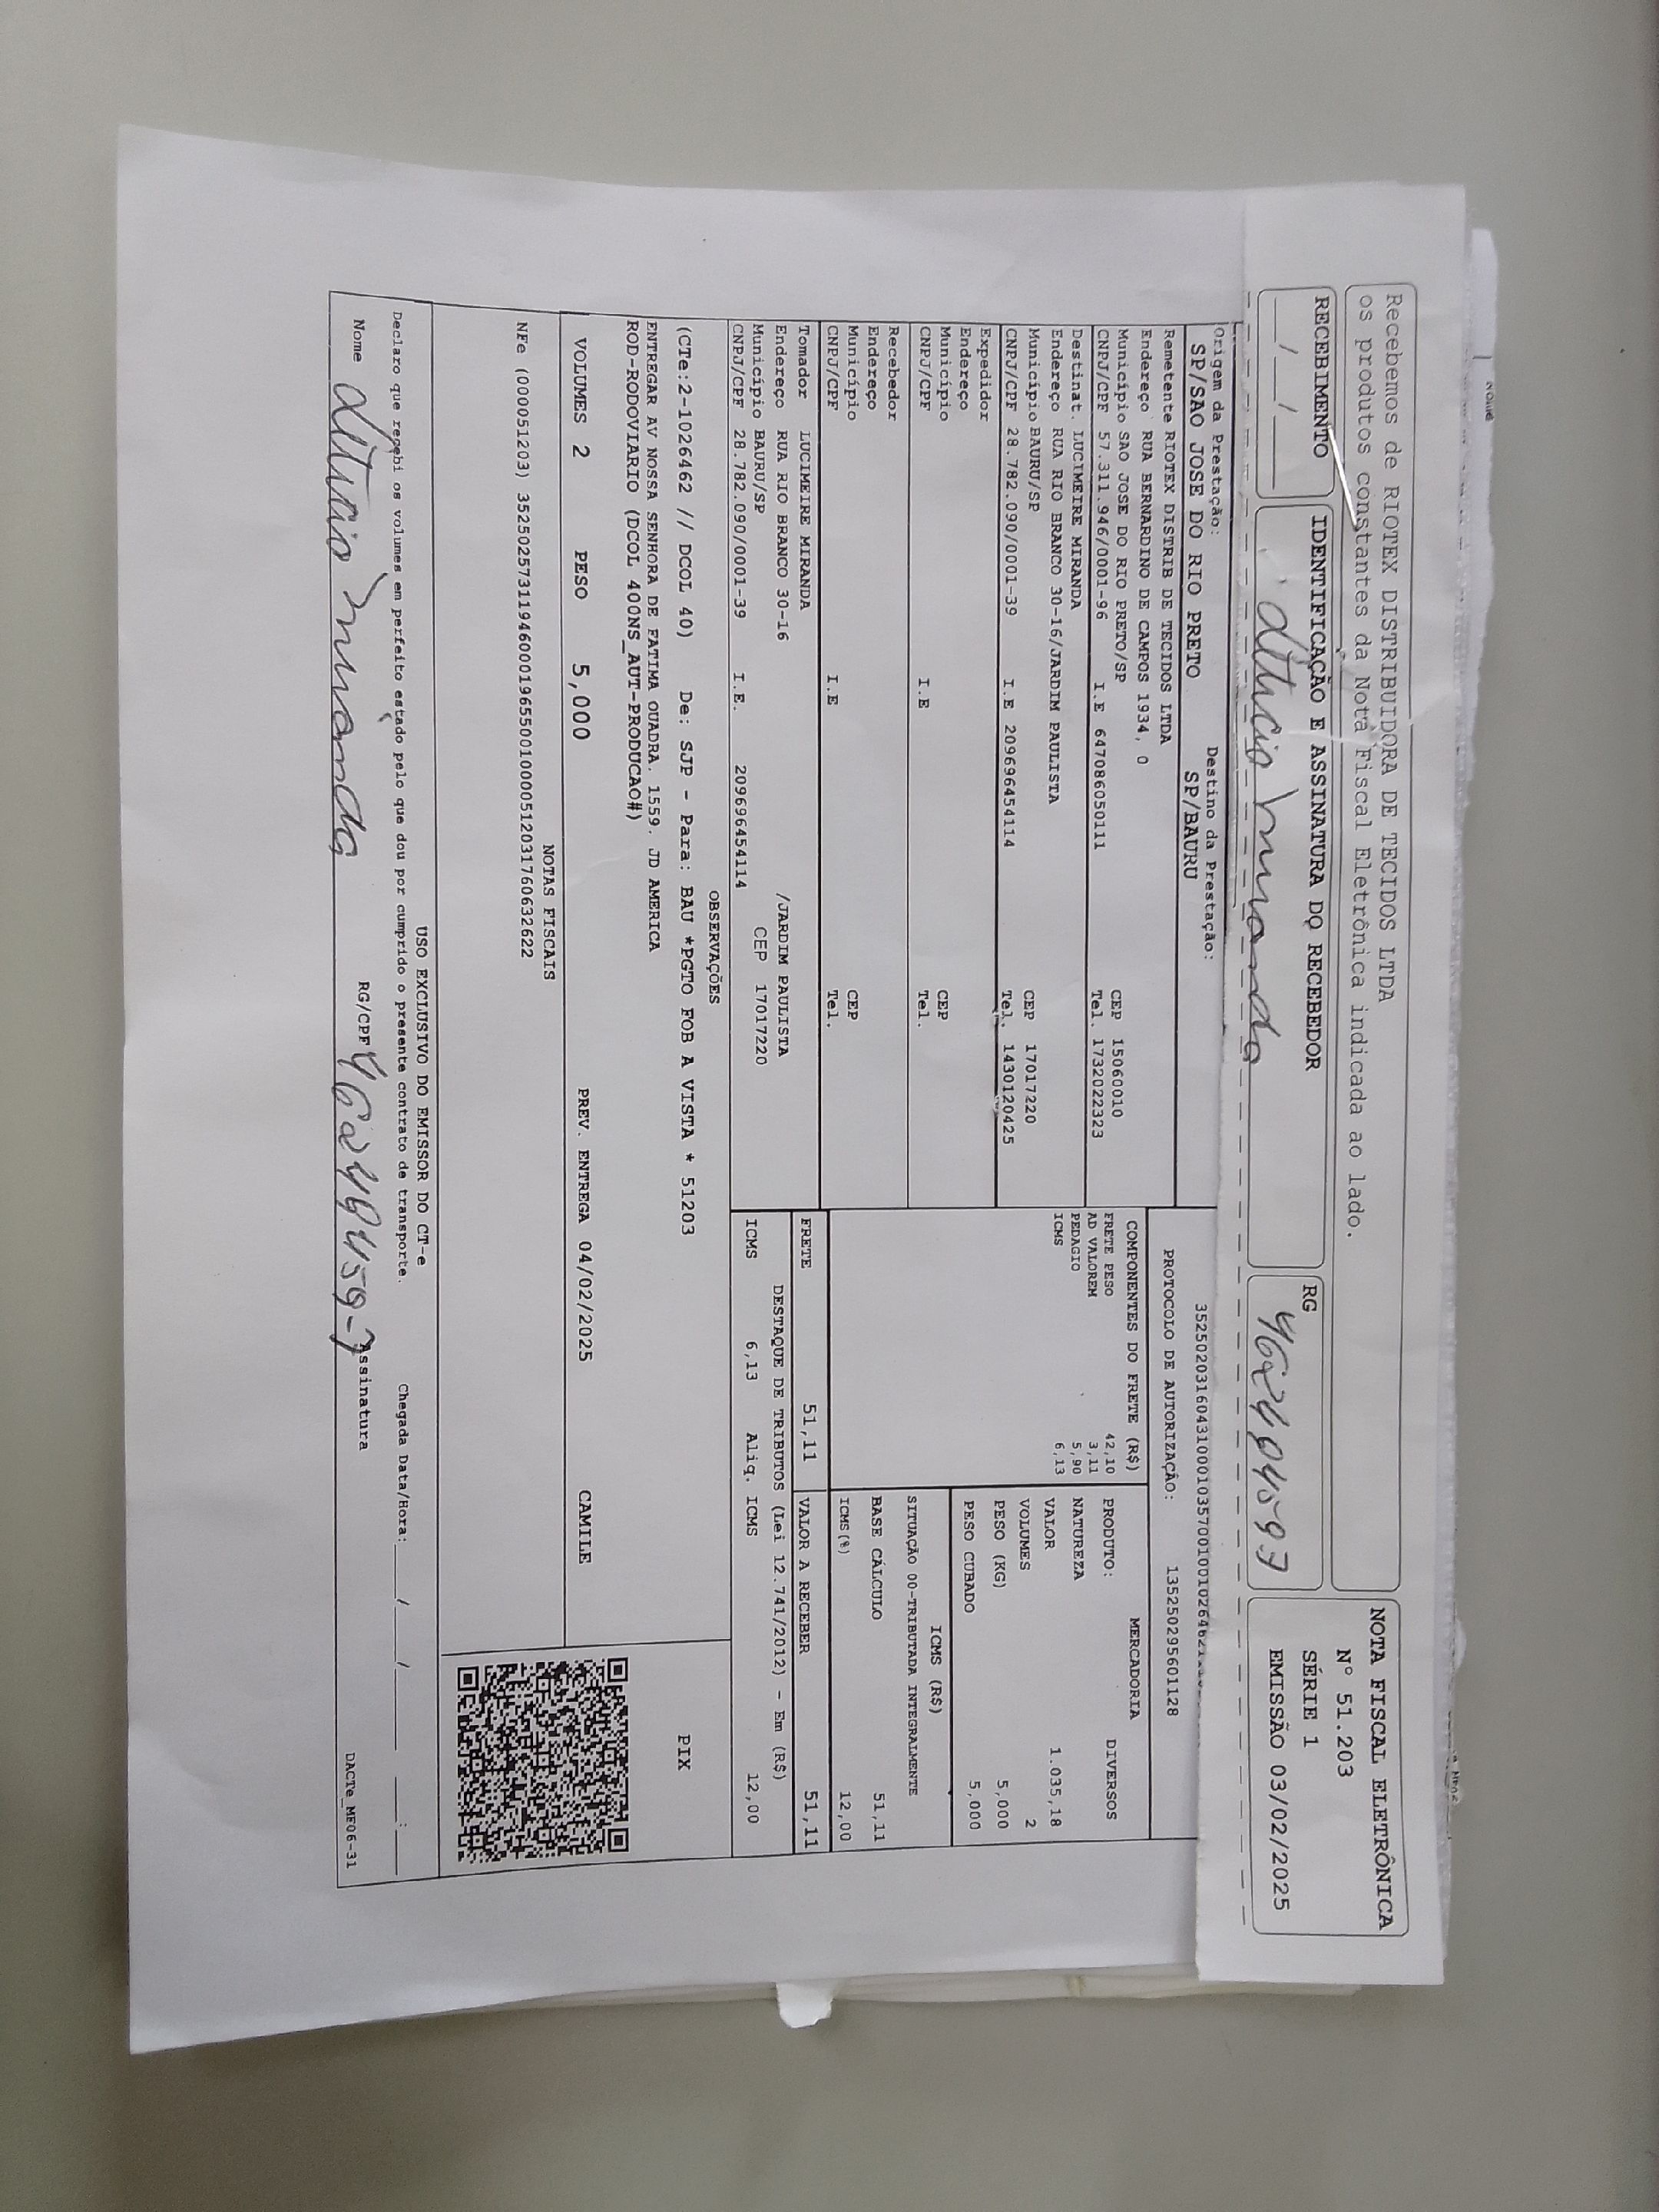 Recebemos de RIOTEX DISTRIBUIDORA DE TECIDOS LTDA
os produtos constantes da Nota Fiscal Eletrônica indicada ao lado.
NOTA FISCAL ELETRÔNICA
N° 51.203
SÉRIE 1
EMISSÃO 03/02/2025
RECEBIMENTO
__/__/__
IDENTIFICAÇÃO E ASSINATURA DO RECEBEDOR
miranda
RG
Origem da Prestação:
Destino da Prestação:
SP/SAO JOSE DO RIO PRETO
SP/BAURU
PROTOCOLO DE AUTORIZAÇÃO:
135250295601128
Remetente RIOTEX DISTRIB DE TECIDOS LTDA
Endereço RUA BERNARDINO DE CAMPOS 1934, 0
Município SAO JOSE DO RIO PRETO/SP
CEP 15060010
CNPJ/CPF 57.311.946/0001-96
I.E 647086050111
Tel. 1732022323
Destinat. LUCIMEIRE MIRANDA
Endereço RUA RIO BRANCO 30-16/JARDIM PAULISTA
Município BAURU/SP
CEP 17017220
CNPJ/CPF 28.782.090/0001-39
I.E 209696454114
Tel. 1430120425
Expedidor
Endereço
Município
CEP
CNPJ/CPF
I.E
Tel.
Recebedor
Endereço
Município
CEP
CNPJ/CPF
I.E
Tel.
Tomador LUCIMEIRE MIRANDA
Endereço RUA RIO BRANCO 30-16
/JARDIM PAULISTA
Município BAURU/SP
CEP 17017220
CNPJ/CPF 28.782.090/0001-39
I.E. 209696454114
COMPONENTES DO FRETE (R$)
FRETE PESO 42,10
AD VALOREM 3,11
PEDAGIO 5,90
ICMS 6,13
MERCADORIA
PRODUTO: DIVERSOS
NATUREZA
VALOR 1.035,18
VOLUMES 2
PESO (KG) 5,000
PESO CUBADO 5,000
ICMS (R$)
SITUAÇÃO 00-TRIBUTADA INTEGRALMENTE
BASE CÁLCULO 51,11
ICMS(%) 12,00
FRETE 51,11
VALOR A RECEBER 51,11
DESTAQUE DE TRIBUTOS (Lei 12.741/2012) - Em (R$)
ICMS 6,13 Aliq. ICMS 12,00
OBSERVAÇÕES
(CTe:2-1026462 // DCOL 40) De: SJP - Para: BAU *PGTO FOB A VISTA * 51203
ENTREGAR AV NOSSA SENHORA DE FATIMA QUADRA. 1559. JD AMERICA
ROD-RODOVIARIO (DCOL 400NS_AUT-PRODUCAO#)
PIX
VOLUMES 2 PESO 5,000 PREV. ENTREGA 04/02/2025 CAMILE
NOTAS FISCAIS
NFe (000051203) 35250257311946000196550010000512031760632622
USO EXCLUSIVO DO EMISSOR DO CT-e
Declaro que recebi os volumes em perfeito estado pelo que dou por cumprido o presente contrato de transporte.
Chegada Data/Hora: ___/___/___ ___:___
Nome miranda
RG/CPF
Assinatura
DACTe_MF06-31